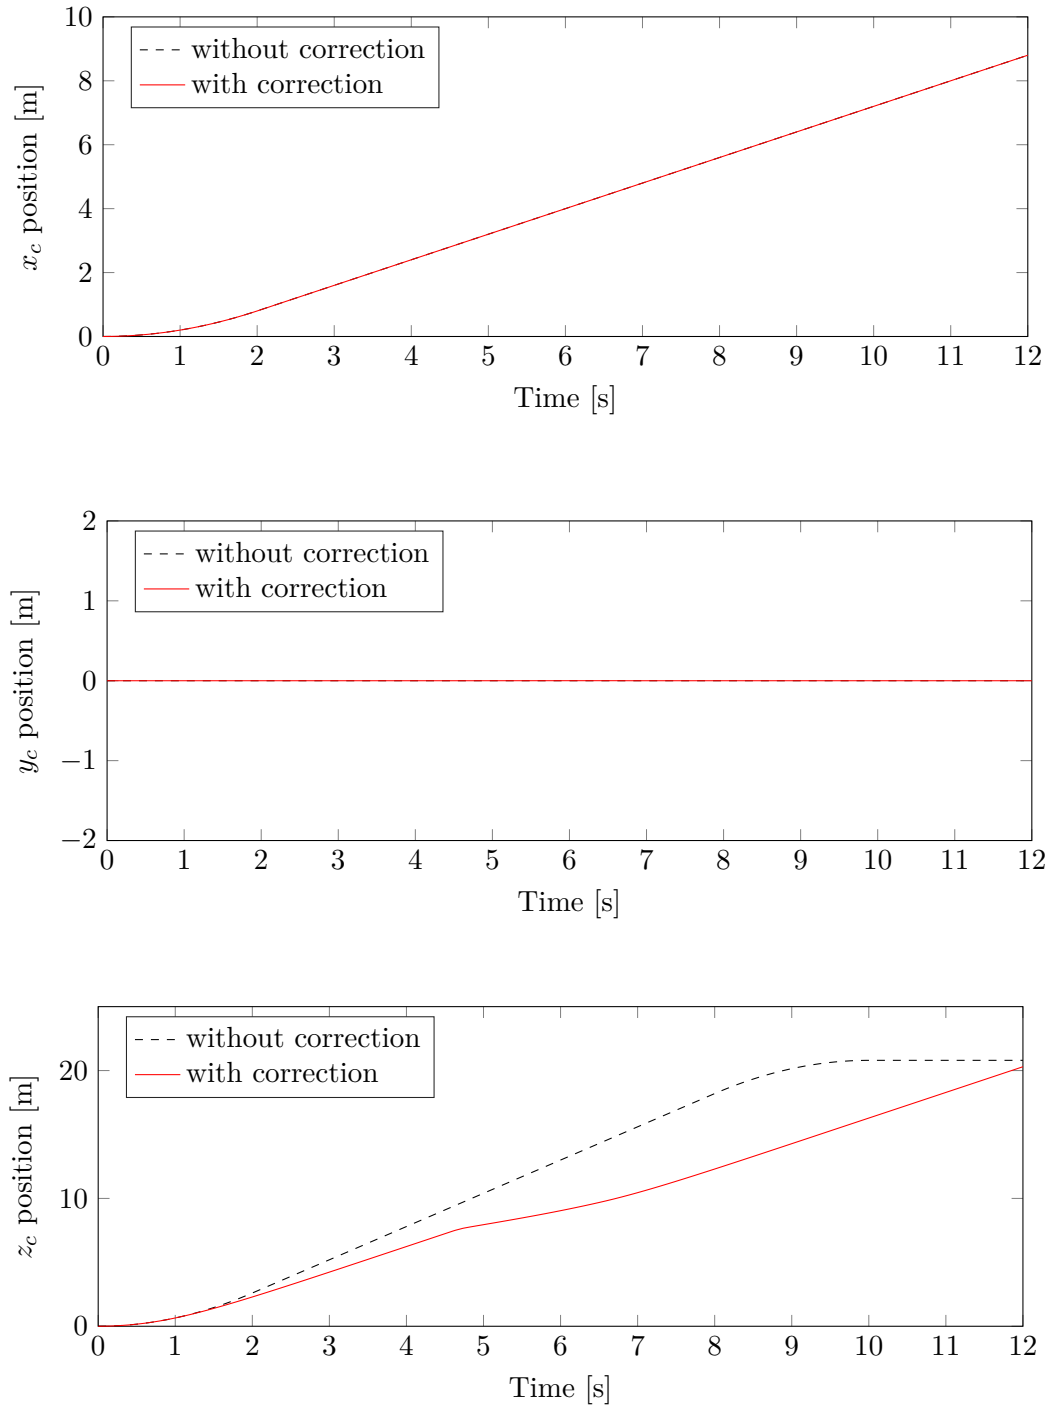 10
8
6
4
2
0
x_c position [m]
without correction
with correction
0 1 2 3 4 5 6 7 8 9 10 11 12
Time [s]
2
1
0
−1
−2
y_c position [m]
without correction
with correction
0 1 2 3 4 5 6 7 8 9 10 11 12
Time [s]
20
10
0
z_c position [m]
without correction
with correction
0 1 2 3 4 5 6 7 8 9 10 11 12
Time [s]